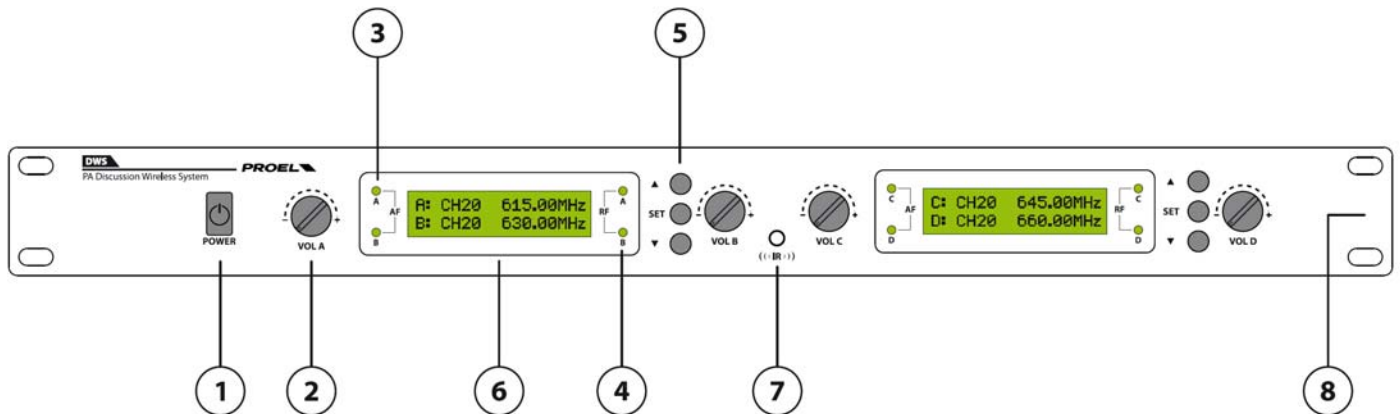 3
5
DWS
PROEL
PA Discussion Wireless System
POWER
VOL A
A
B
AF
A: CH20 615.00MHz
B: CH20 630.00MHz
RF
A
B
▲
SET
▼
- +
VOL B
((·IR·))
- +
VOL C
C
D
AF
C: CH20 645.00MHz
D: CH20 660.00MHz
RF
C
D
▲
SET
▼
- +
VOL D
1
2
6
4
7
8